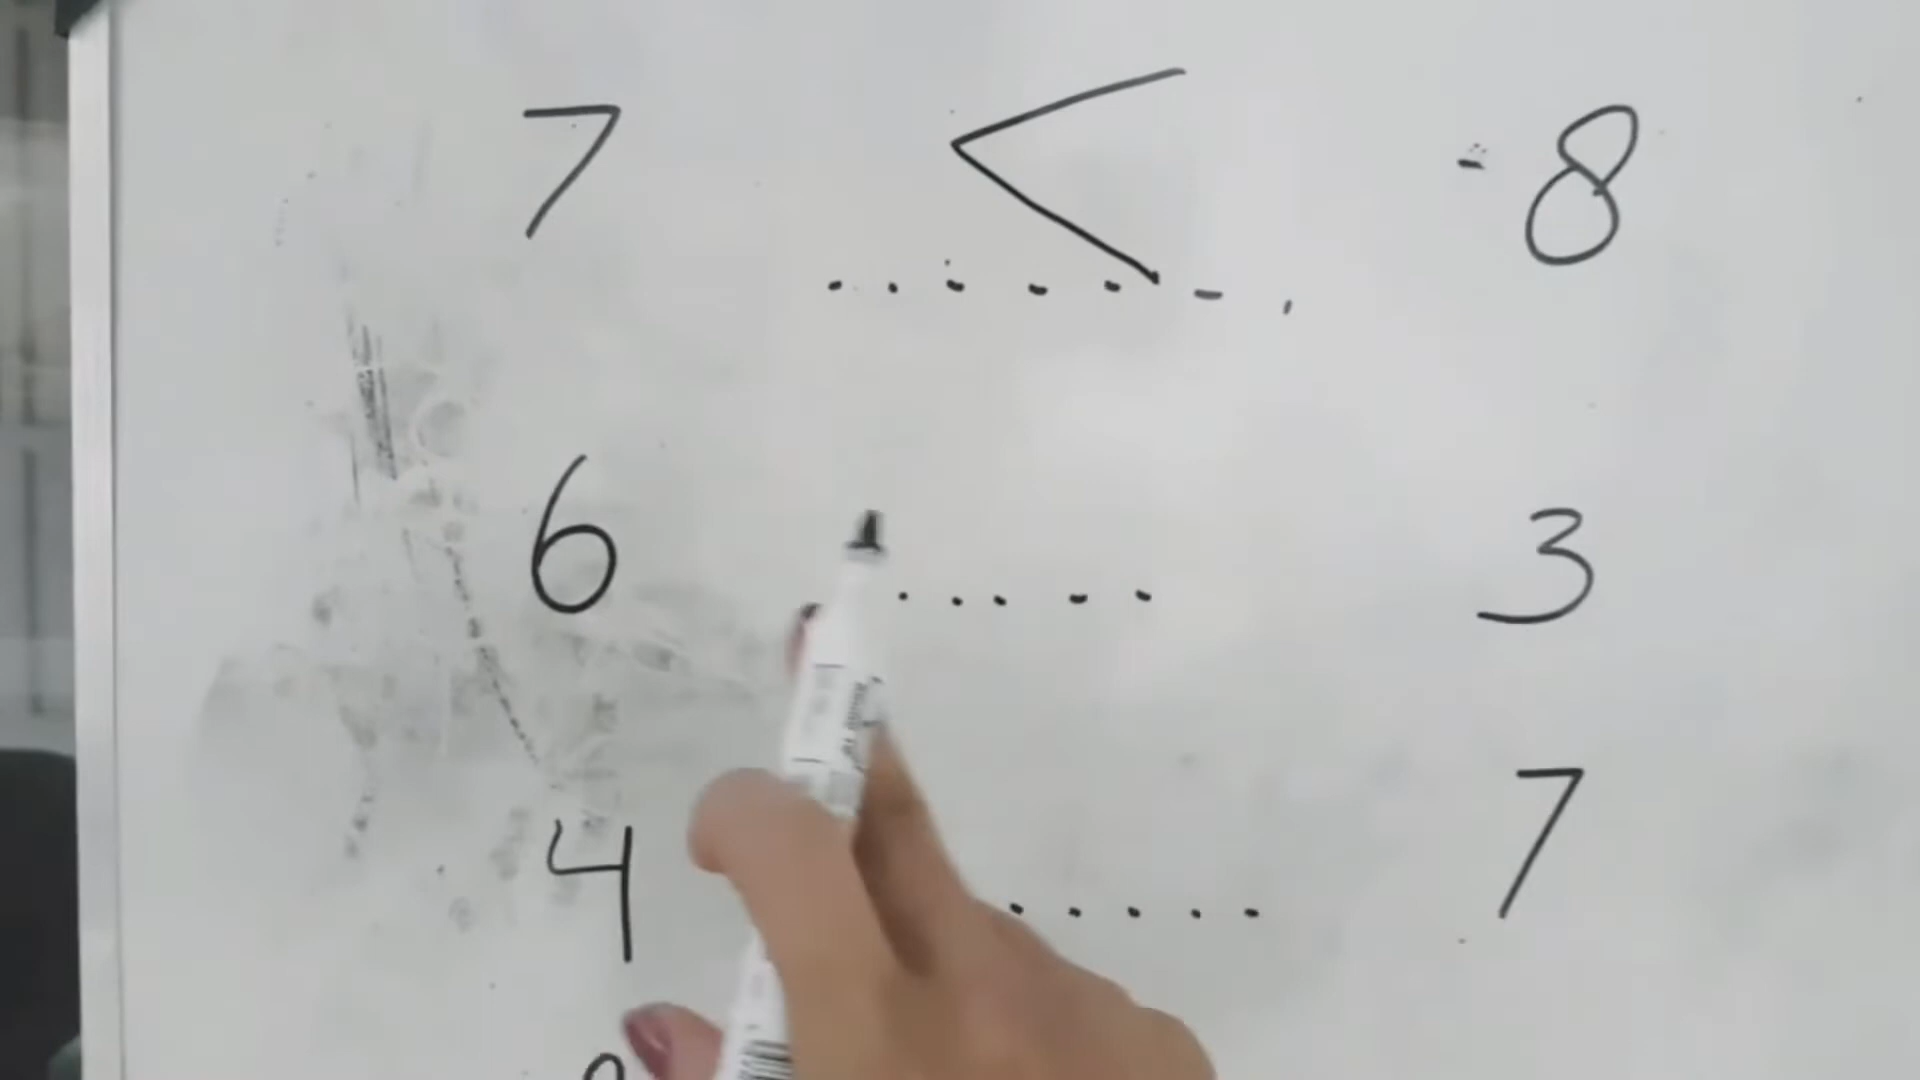 7 < 8
6 ..... 3
4 ..... 7